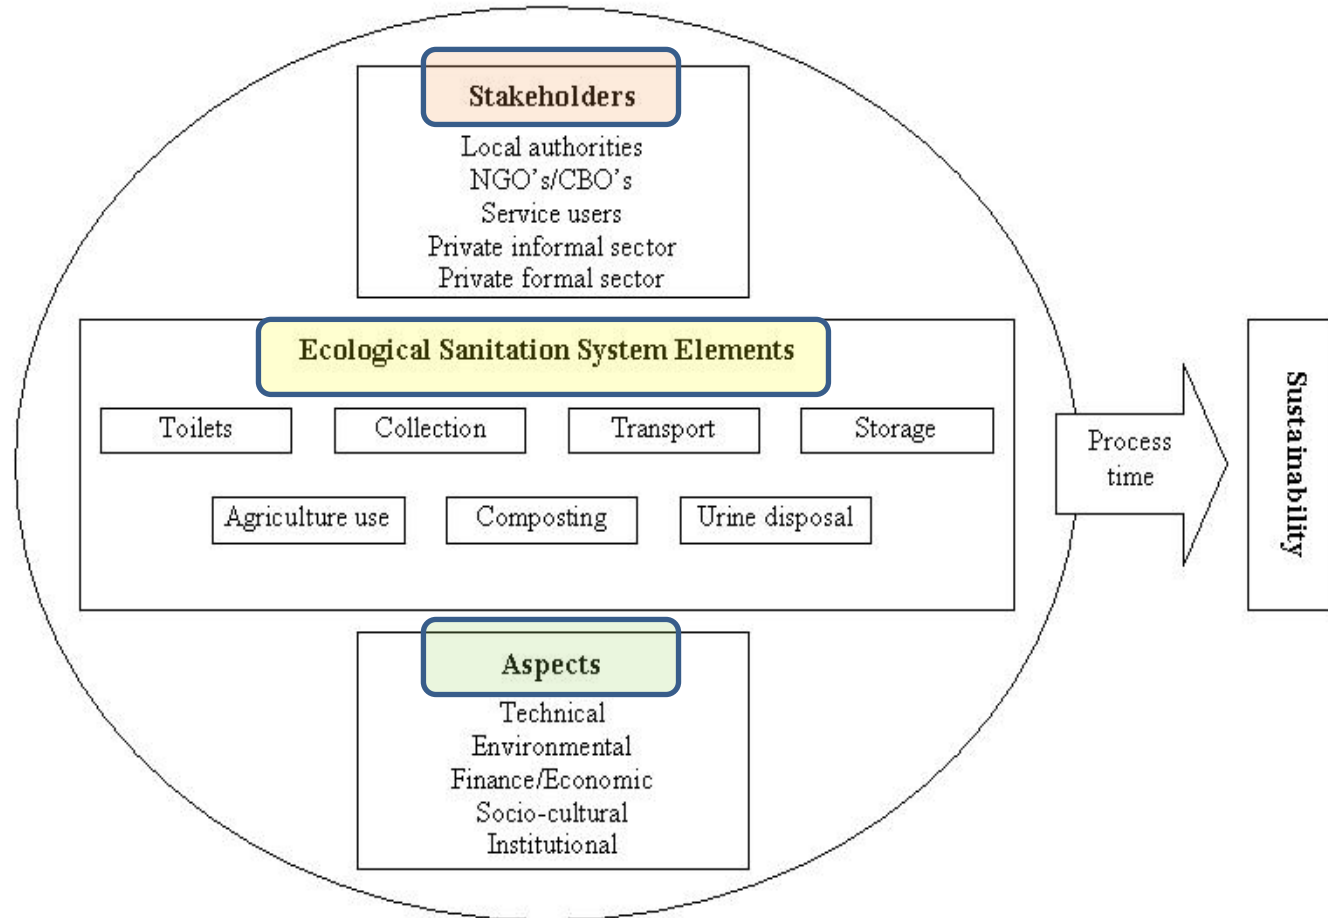 Stakeholders
Local authorities
NGO's/CBO's
Service users
Private informal sector
Private formal sector
Ecological Sanitation System Elements
Toilets
Collection
Transport
Storage
Agriculture use
Composting
Urine disposal
Aspects
Technical
Environmental
Finance/Economic
Socio-cultural
Institutional
Process
time
Sustainability